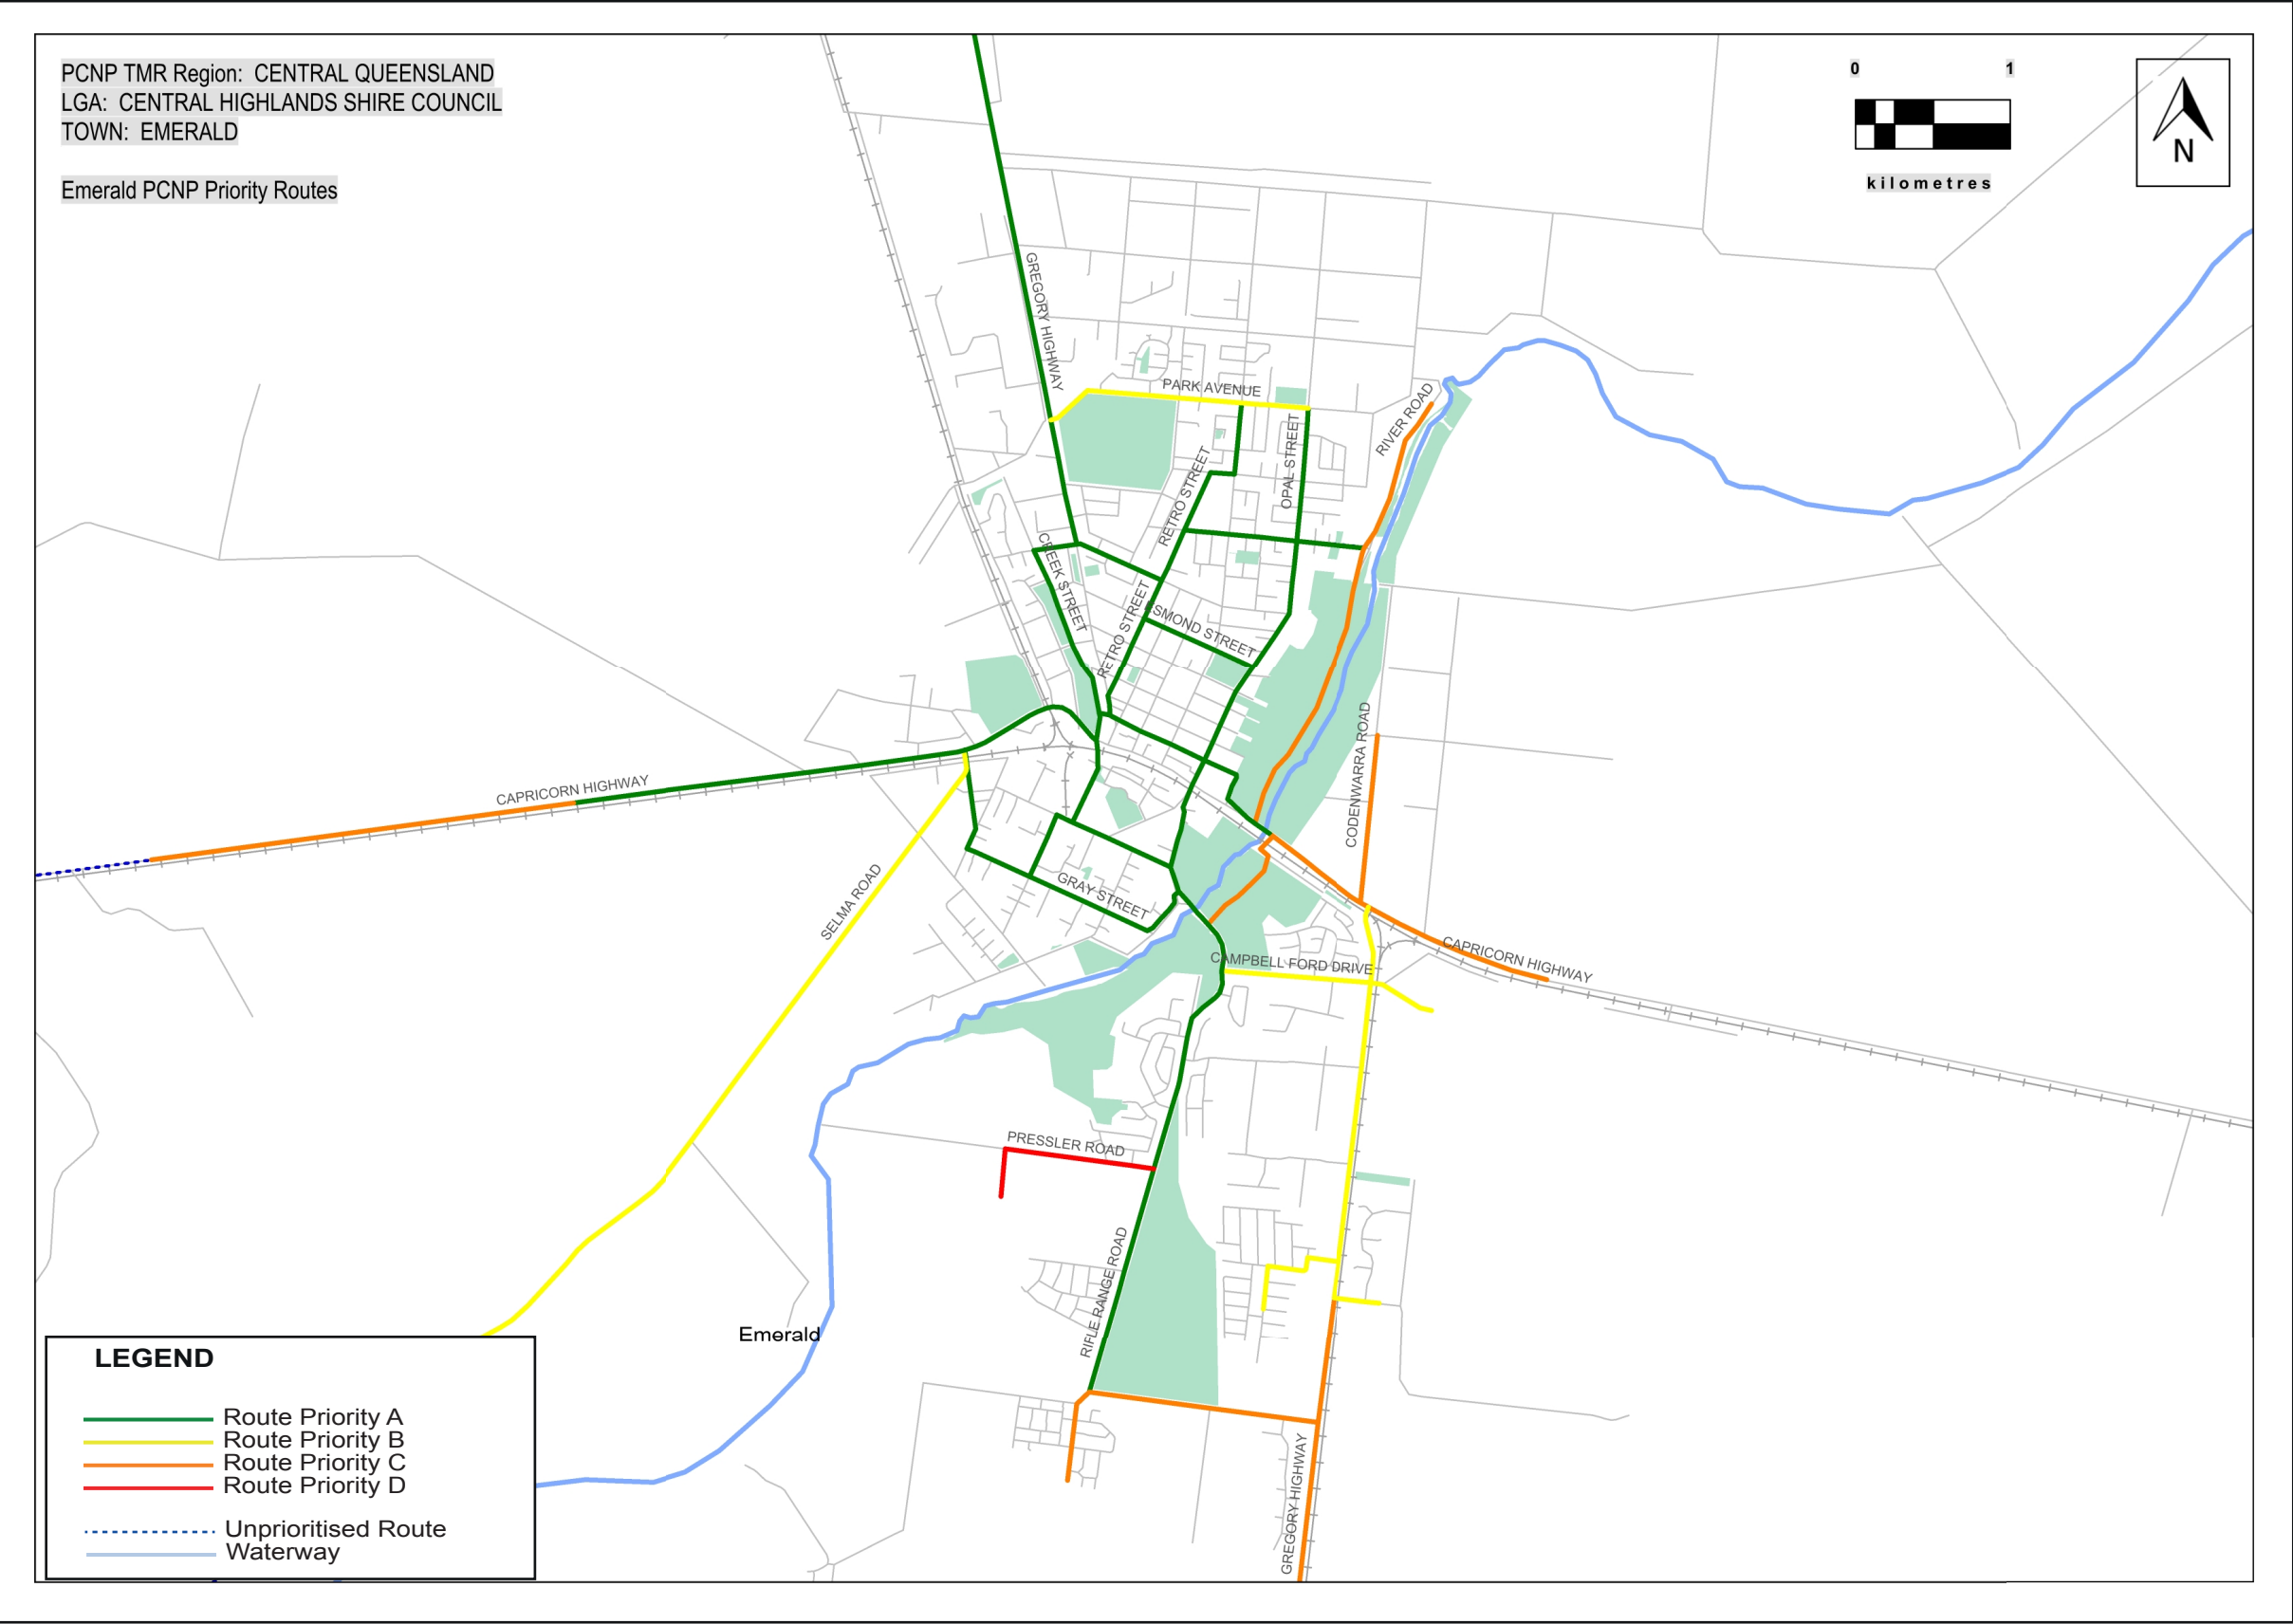 PCNP TMR Region: CENTRAL QUEENSLAND
LGA: CENTRAL HIGHLANDS SHIRE COUNCIL
TOWN: EMERALD
Emerald PCNP Priority Routes
0 1
kilometres
N
GREGORY HIGHWAY
PARK AVENUE
RIVER ROAD
OPAL STREET
RETRO STREET
CREEK STREET
RETRO STREET
ESMOND STREET
CODENWARRA ROAD
CAPRICORN HIGHWAY
SELMA ROAD
GRAY STREET
CAPRICORN HIGHWAY
CAMPBELL FORD DRIVE
PRESSLER ROAD
RIFLE RANGE ROAD
Emerald
GREGORY HIGHWAY
LEGEND
Route Priority A
Route Priority B
Route Priority C
Route Priority D
Unprioritised Route
Waterway